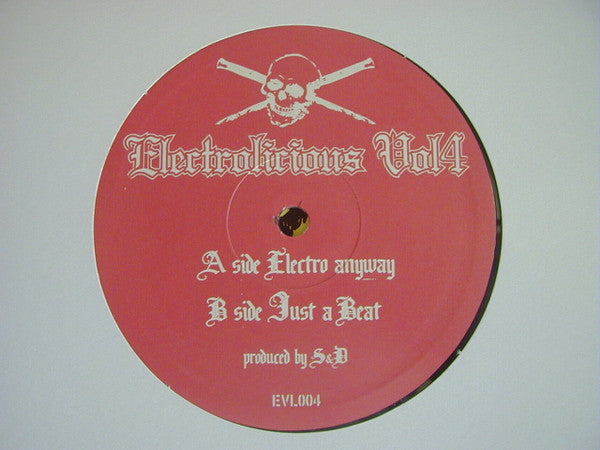 Electrolicious Vol4
A side Electro anyway
B side Just a Beat
produced by S&D
EVL004